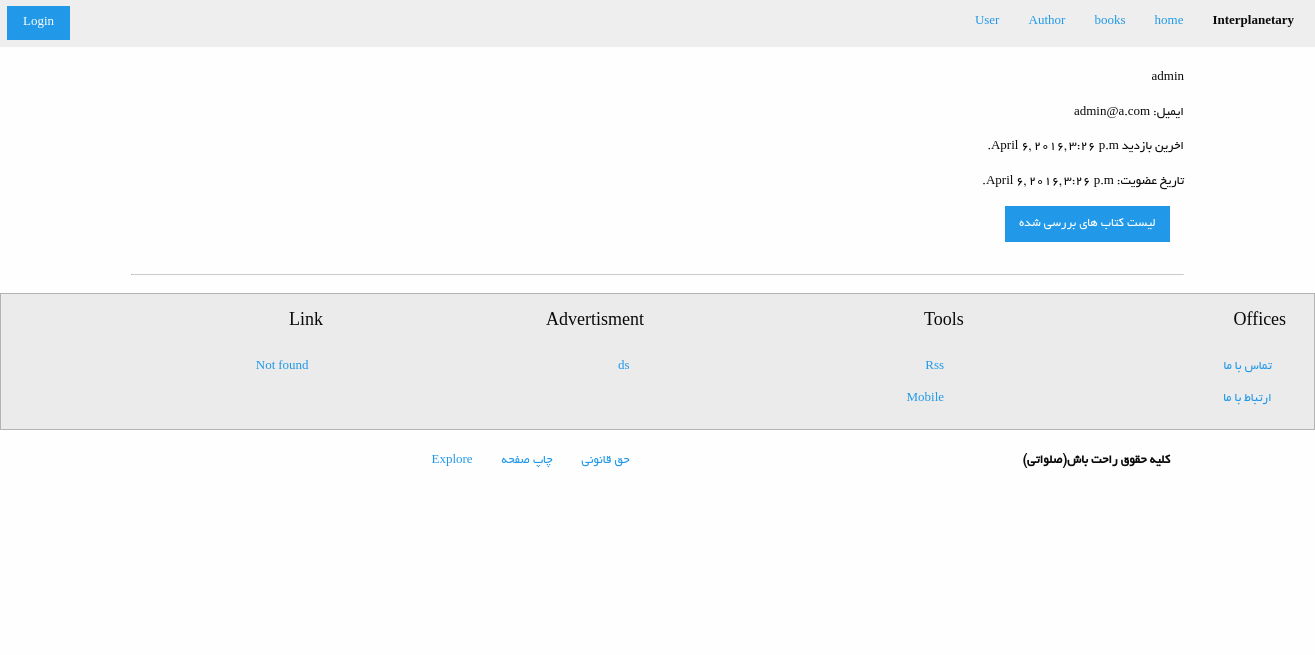 Interplanetary home books Author User Login
admin
ایمیل: admin@a.com
اخرین بازدید April ۶, ۲۰۱۶, ۳:۲۶ p.m.
تاریخ عضویت: April ۶, ۲۰۱۶, ۳:۲۶ p.m.
لیست کتاب های بررسی شده
Offices Tools Advertisment Link
تماس با ما Rss ds Not found
ارتباط با ما Mobile
کلیه حقوق راحت باش(صلواتی) حق قانونی چاپ صفحه Explore